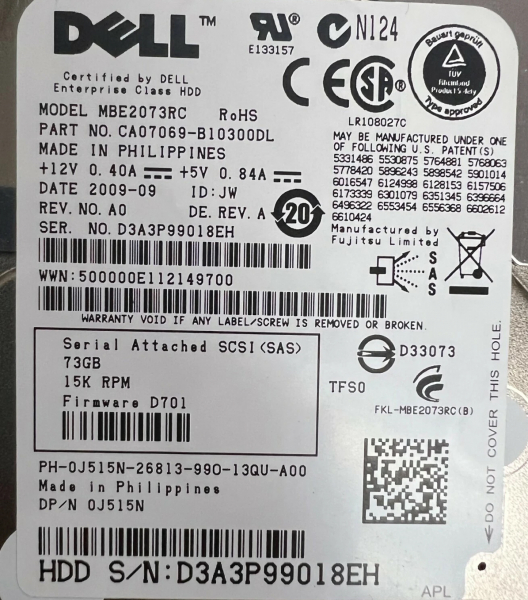 DELL™
E133157
N124
Certified by DELL
Enterprise Class HDD
CE
SA
LR108027C
Bauart geprüft
TÜV
Rheinland
Product Safety
Type approved
MODEL MBE2073RC RoHS
PART NO. CA07069-B10300DL
MADE IN PHILIPPINES
+12V 0.40A +5V 0.84A
DATE 2009-09 ID:JW
REV. NO. A0 DE. REV. A
20
SER. NO. D3A3P99018EH
MAY BE MANUFACTURED UNDER ONE
OF FOLLOWING U.S. PATENT(S)
5331486 5530875 5764881 5768063
5778420 5896243 5898542 5901014
6016547 6124998 6128153 6157506
6173339 6301079 6351345 6396664
6496322 6553454 6556368 6602612
6610424
Manufactured by
Fujitsu Limited
SAS
WWN:500000E112149700
WARRANTY VOID IF ANY LABEL/SCREW IS REMOVED OR BROKEN.
Serial Attached SCSI(SAS)
73GB
15K RPM
Firmware D701
D33073
TFS0
FKL-MBE2073RC(B)
DO NOT COVER THIS HOLE.
PH-0J515N-26813-99O-13QU-A00
Made in Philippines
DP/N 0J515N
HDD S/N:D3A3P99018EH
APL